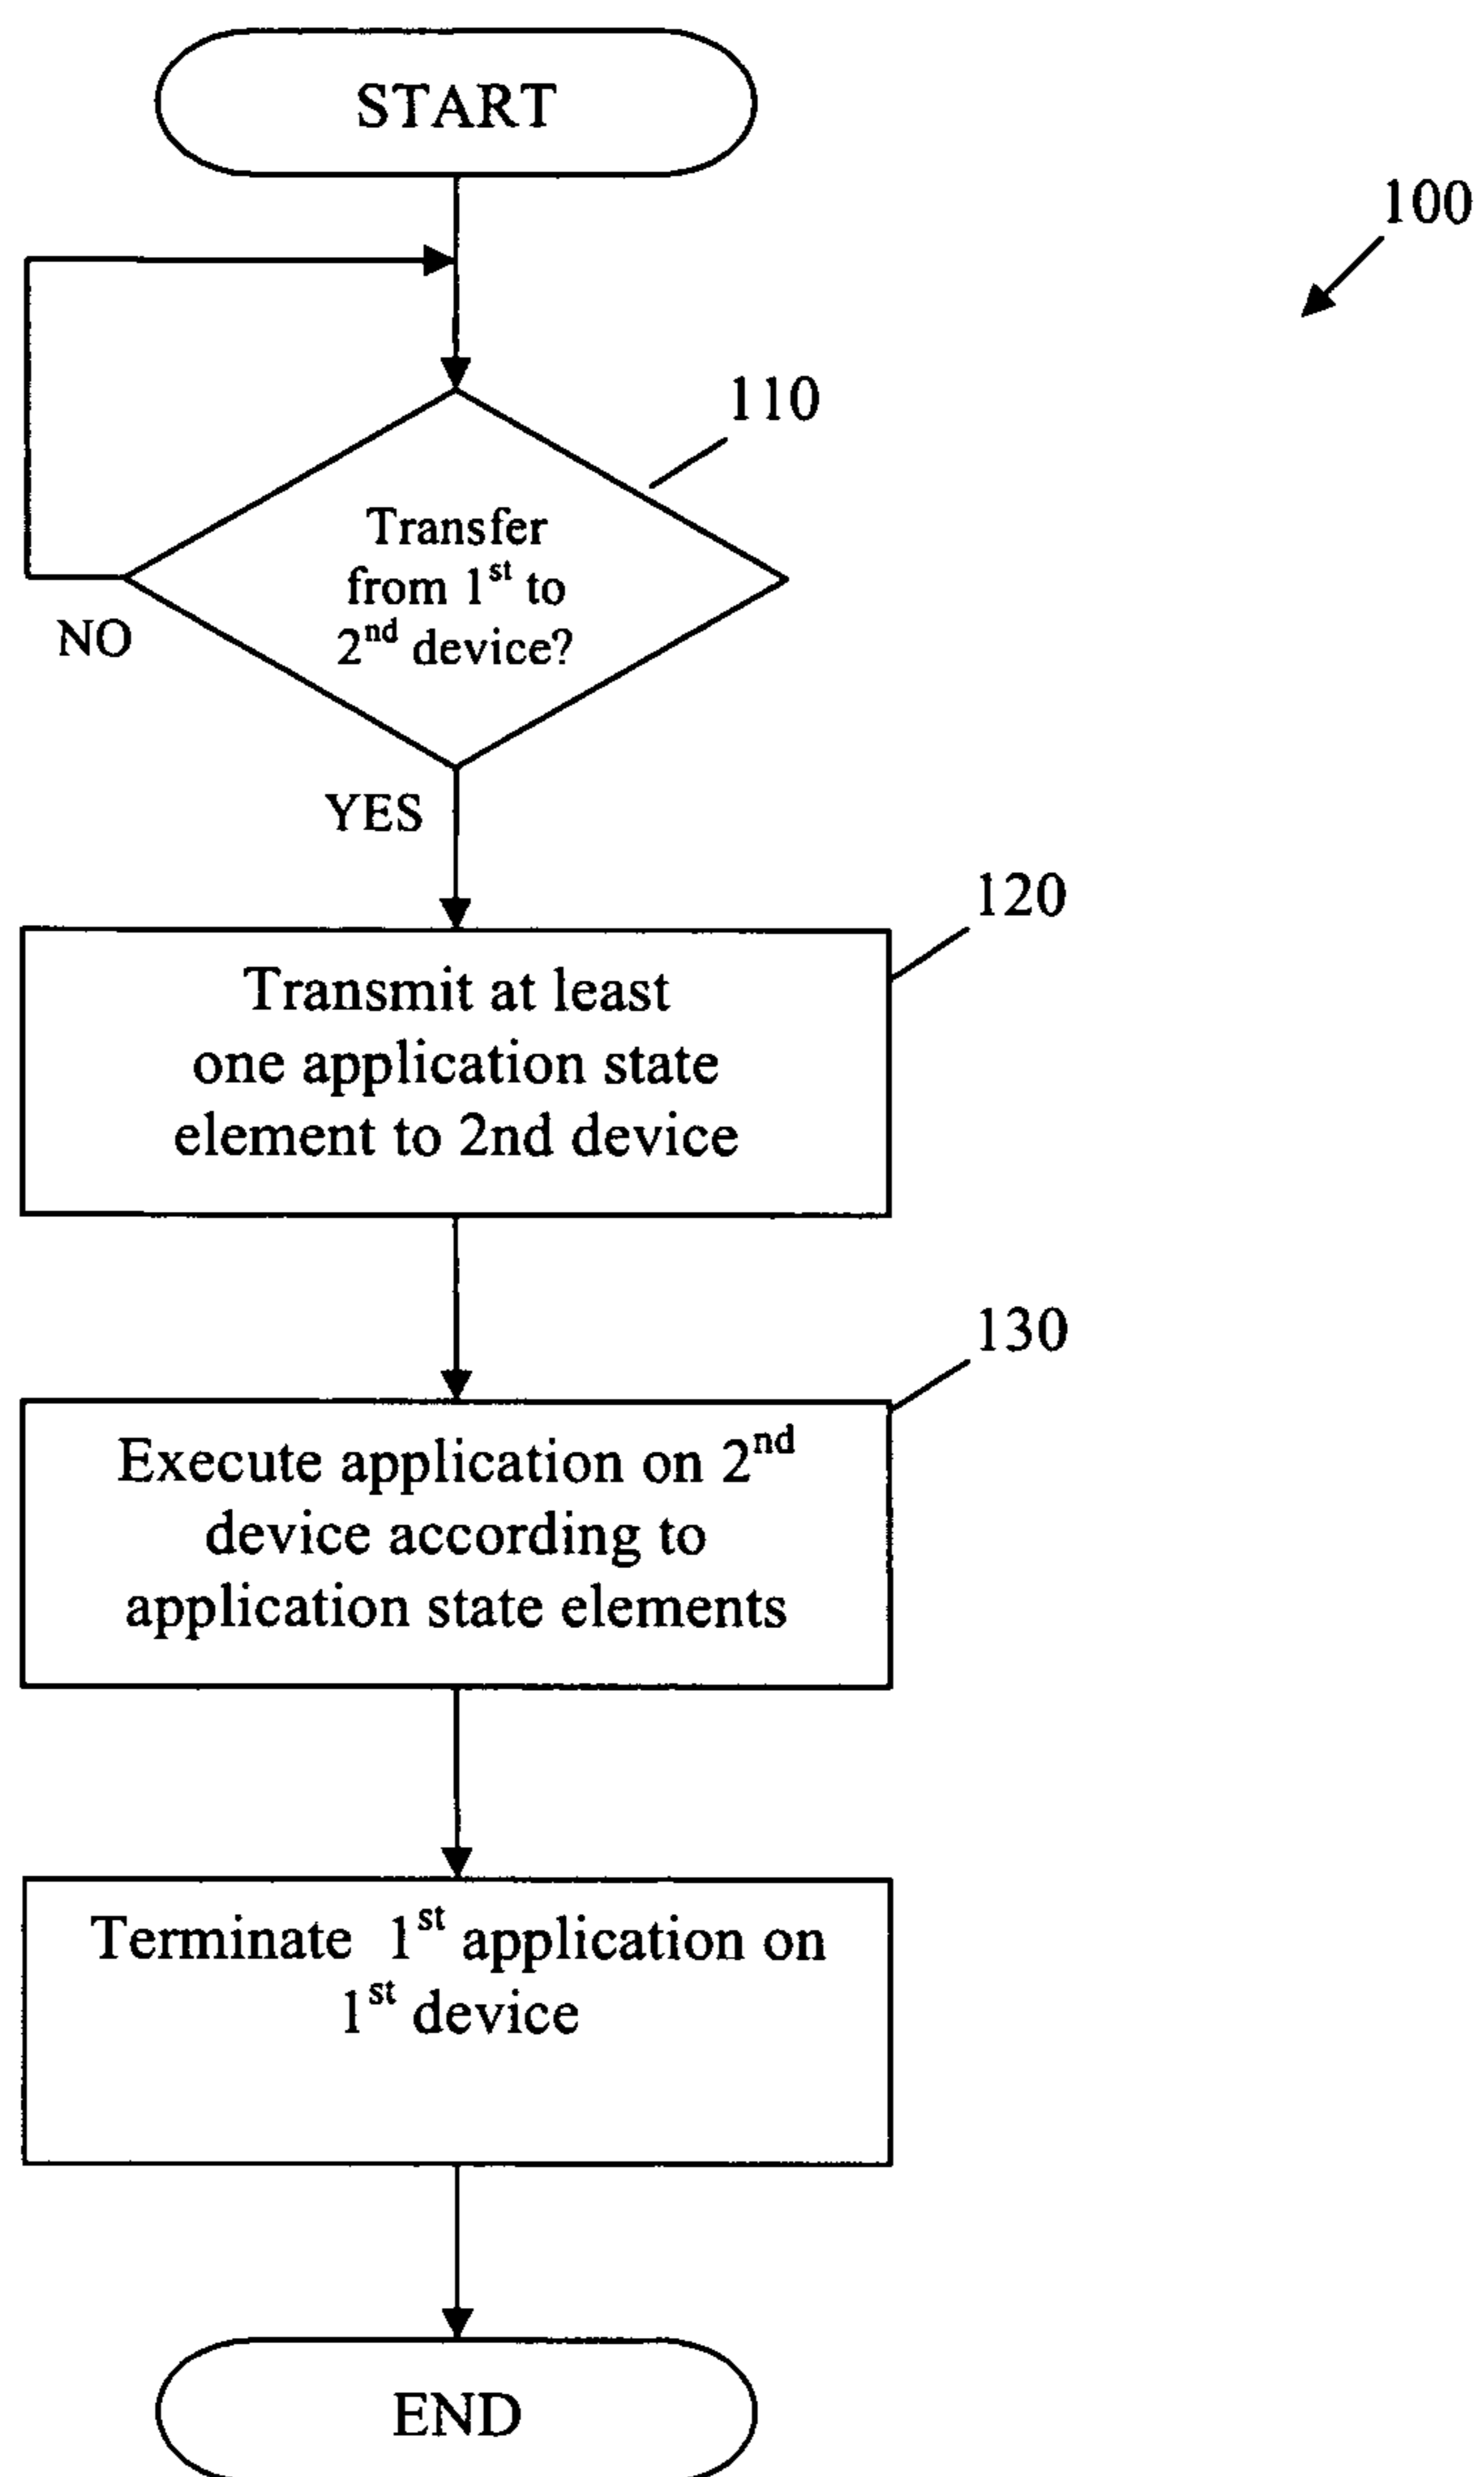 START
100
110
Transfer
from 1st to
2nd device?
NO
YES
120
Transmit at least
one application state
element to 2nd device
130
Execute application on 2nd
device according to
application state elements
Terminate 1st application on
1st device
END